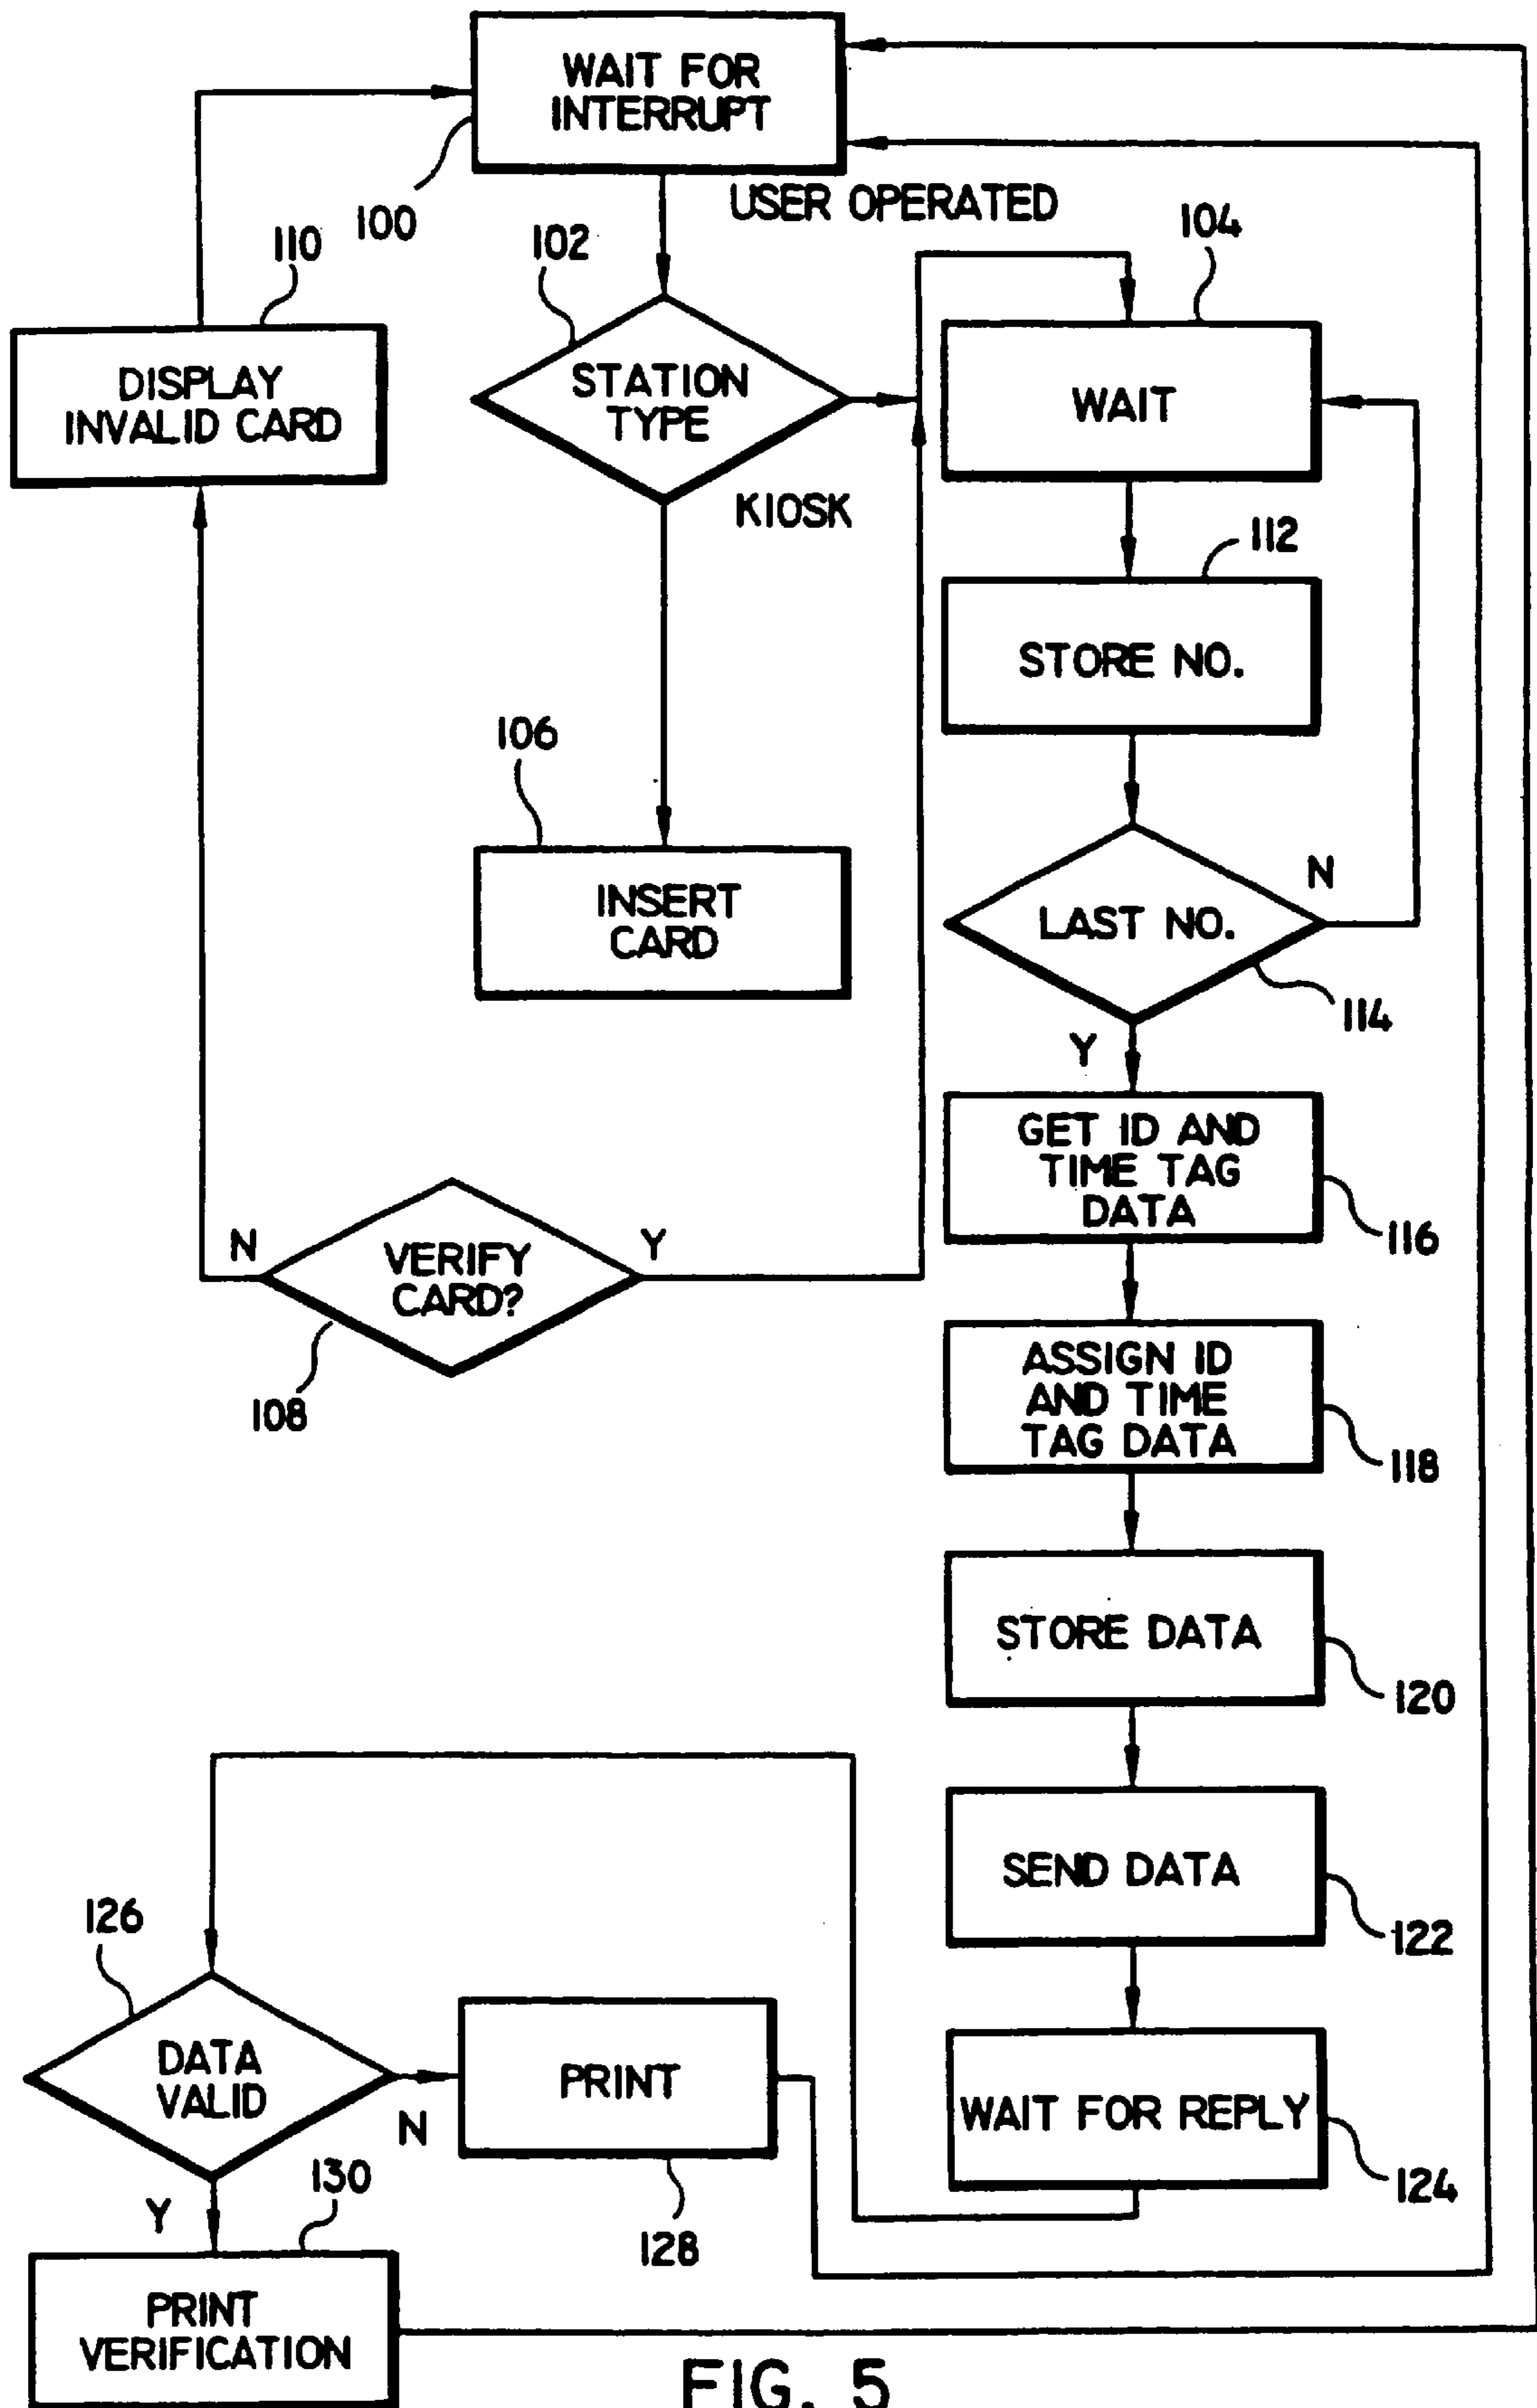 WAIT FOR
INTERRUPT
100
USER OPERATED
110
102
104
DISPLAY
INVALID CARD
STATION
TYPE
WAIT
KIOSK
112
STORE NO.
106
INSERT
CARD
N
LAST NO.
114
Y
GET ID AND
TIME TAG
DATA
116
N
VERIFY
CARD?
Y
108
ASSIGN ID
AND TIME
TAG DATA
118
STORE DATA
120
SEND DATA
122
126
DATA
VALID
N
PRINT
128
WAIT FOR REPLY
124
Y
130
PRINT
VERIFICATION
FIG. 5